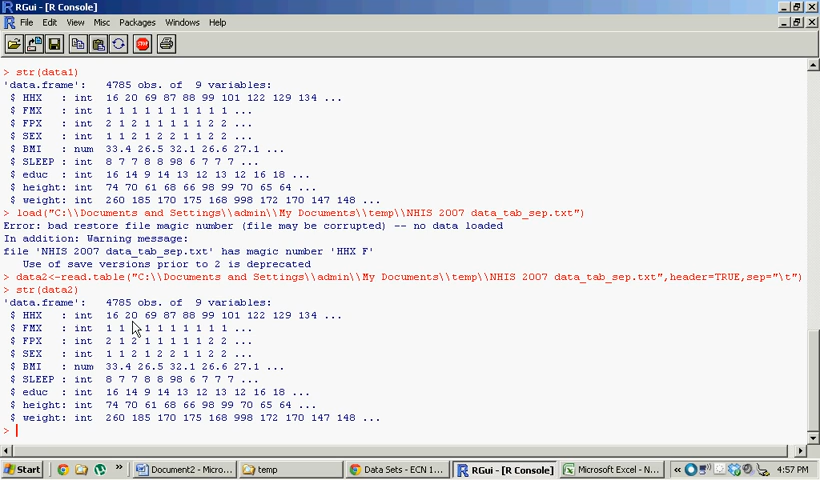 RGui - [R Console]
File Edit View Misc Packages Windows Help
STOP
> str(data1)
'data.frame': 4785 obs. of 9 variables:
$ HHX : int 16 20 69 87 88 99 101 122 129 134 ...
$ FMX : int 1 1 1 1 1 1 1 1 1 1 ...
$ FPX : int 2 1 2 1 1 1 1 1 2 2 ...
$ SEX : int 1 1 2 1 2 2 1 1 2 2 ...
$ BMI : num 33.4 26.5 32.1 26.6 27.1 ...
$ SLEEP : int 8 7 7 8 8 98 6 7 7 7 ...
$ educ : int 16 14 9 14 13 12 13 12 16 18 ...
$ height: int 74 70 61 68 66 98 99 70 65 64 ...
$ weight: int 260 185 170 175 168 998 172 170 147 148 ...
> load("C:\\Documents and Settings\\admin\\My Documents\\temp\\NHIS 2007 data_tab_sep.txt")
Error: bad restore file magic number (file may be corrupted) -- no data loaded
In addition: Warning message:
file 'NHIS 2007 data_tab_sep.txt' has magic number 'HHX F'
Use of save versions prior to 2 is deprecated
> data2<-read.table("C:\\Documents and Settings\\admin\\My Documents\\temp\\NHIS 2007 data_tab_sep.txt",header=TRUE,sep="\t")
> str(data2)
'data.frame': 4785 obs. of 9 variables:
$ HHX : int 16 20 69 87 88 99 101 122 129 134 ...
$ FMX : int 1 1 1 1 1 1 1 1 1 1 ...
$ FPX : int 2 1 2 1 1 1 1 1 2 2 ...
$ SEX : int 1 1 2 1 2 2 1 1 2 2 ...
$ BMI : num 33.4 26.5 32.1 26.6 27.1 ...
$ SLEEP : int 8 7 7 8 8 98 6 7 7 7 ...
$ educ : int 16 14 9 14 13 12 13 12 16 18 ...
$ height: int 74 70 61 68 66 98 99 70 65 64 ...
$ weight: int 260 185 170 175 168 998 172 170 147 148 ...
>
Start » Document2 - Micro... temp Data Sets - ECN 1... RGui - [R Console] Microsoft Excel - N... « 4:57 PM